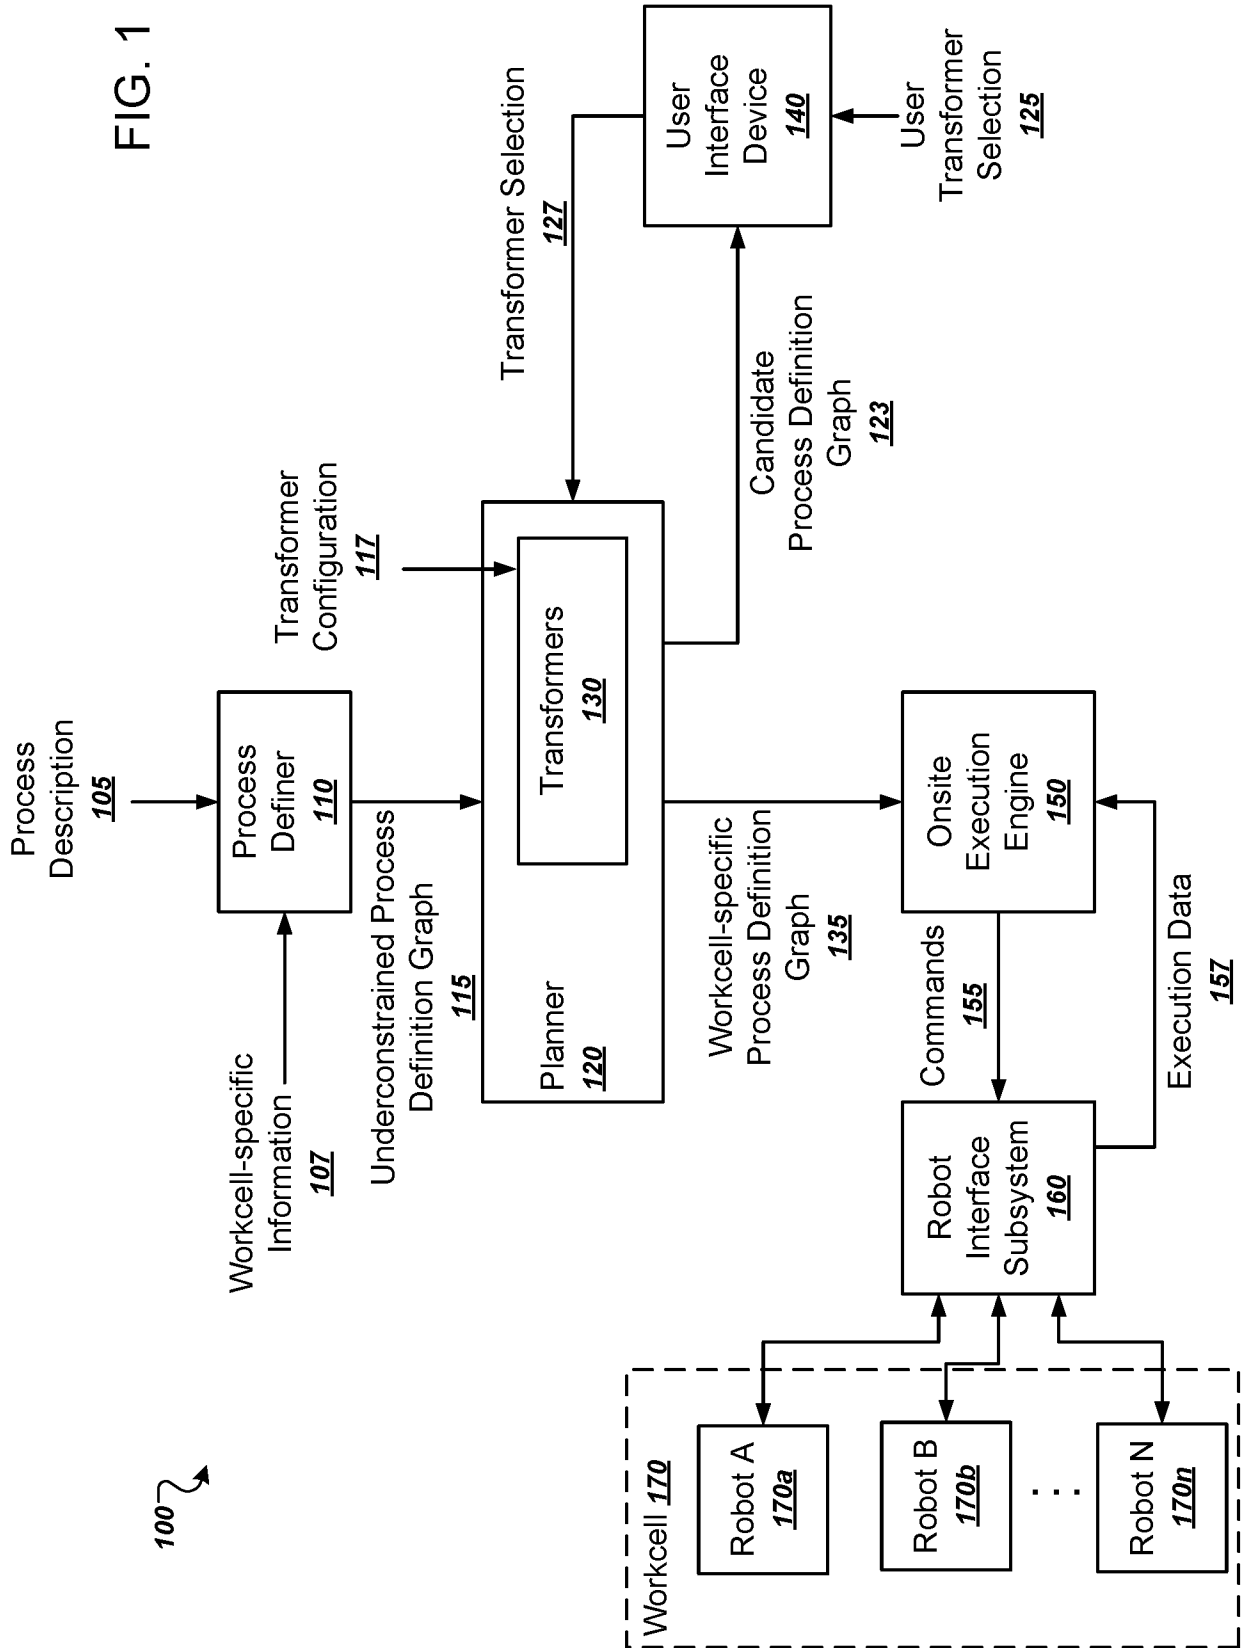 FIG. 1
100
Process
Description
105
Workcell-specific
Information
107
Process
Definer
110
Underconstrained Process
Definition Graph
115
Transformer
Configuration
117
Planner
120
Transformers
130
Transformer Selection
127
User
Interface
Device
140
User
Transformer
Selection
125
Candidate
Process Definition
Graph
123
Workcell-specific
Process Definition
Graph
135
Onsite
Execution
Engine
150
Commands
155
Execution Data
157
Robot
Interface
Subsystem
160
Workcell 170
Robot A
170a
Robot B
170b
. . .
Robot N
170n